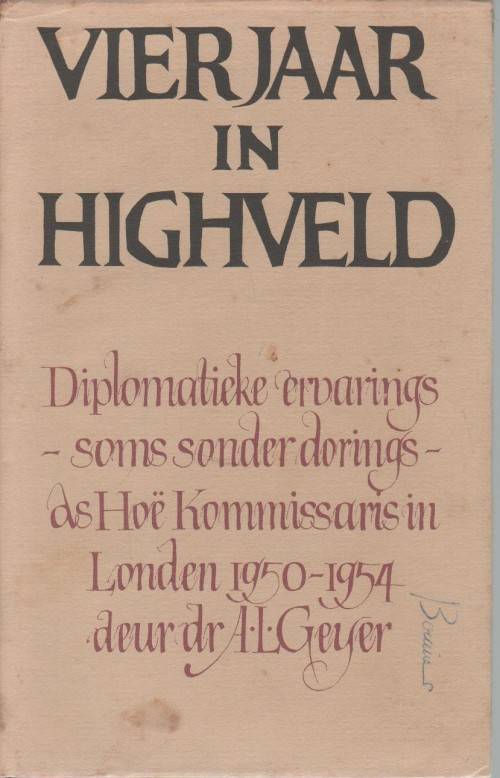 VIER JAAR
IN
HIGHVELD
Diplomatieke ervarings
- soms sonder dorings -
as Hoë Kommissaris in
Londen 1950-1954
deur dr A·L·Geyer